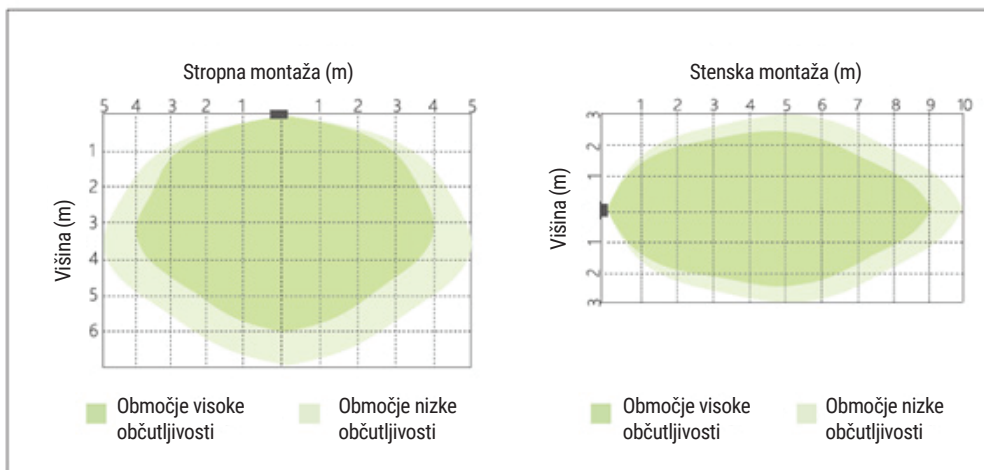 Stropna montaža (m)
5 4 3 2 1 1 2 3 4 5
Višina (m)
1
2
3
4
5
6
Območje visoke
občutljivosti
Območje nizke
občutljivosti
Stenska montaža (m)
1 2 3 4 5 6 7 8 9 10
Višina (m)
3
2
1
1
2
3
Območje visoke
občutljivosti
Območje nizke
občutljivosti